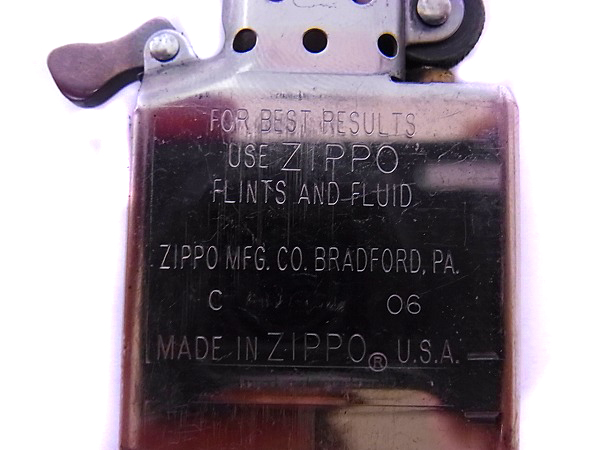 FOR BEST RESULTS
USE ZIPPO
FLINTS AND FLUID
ZIPPO MFG. CO. BRADFORD, PA.
C 06
MADE IN ZIPPO® U.S.A.